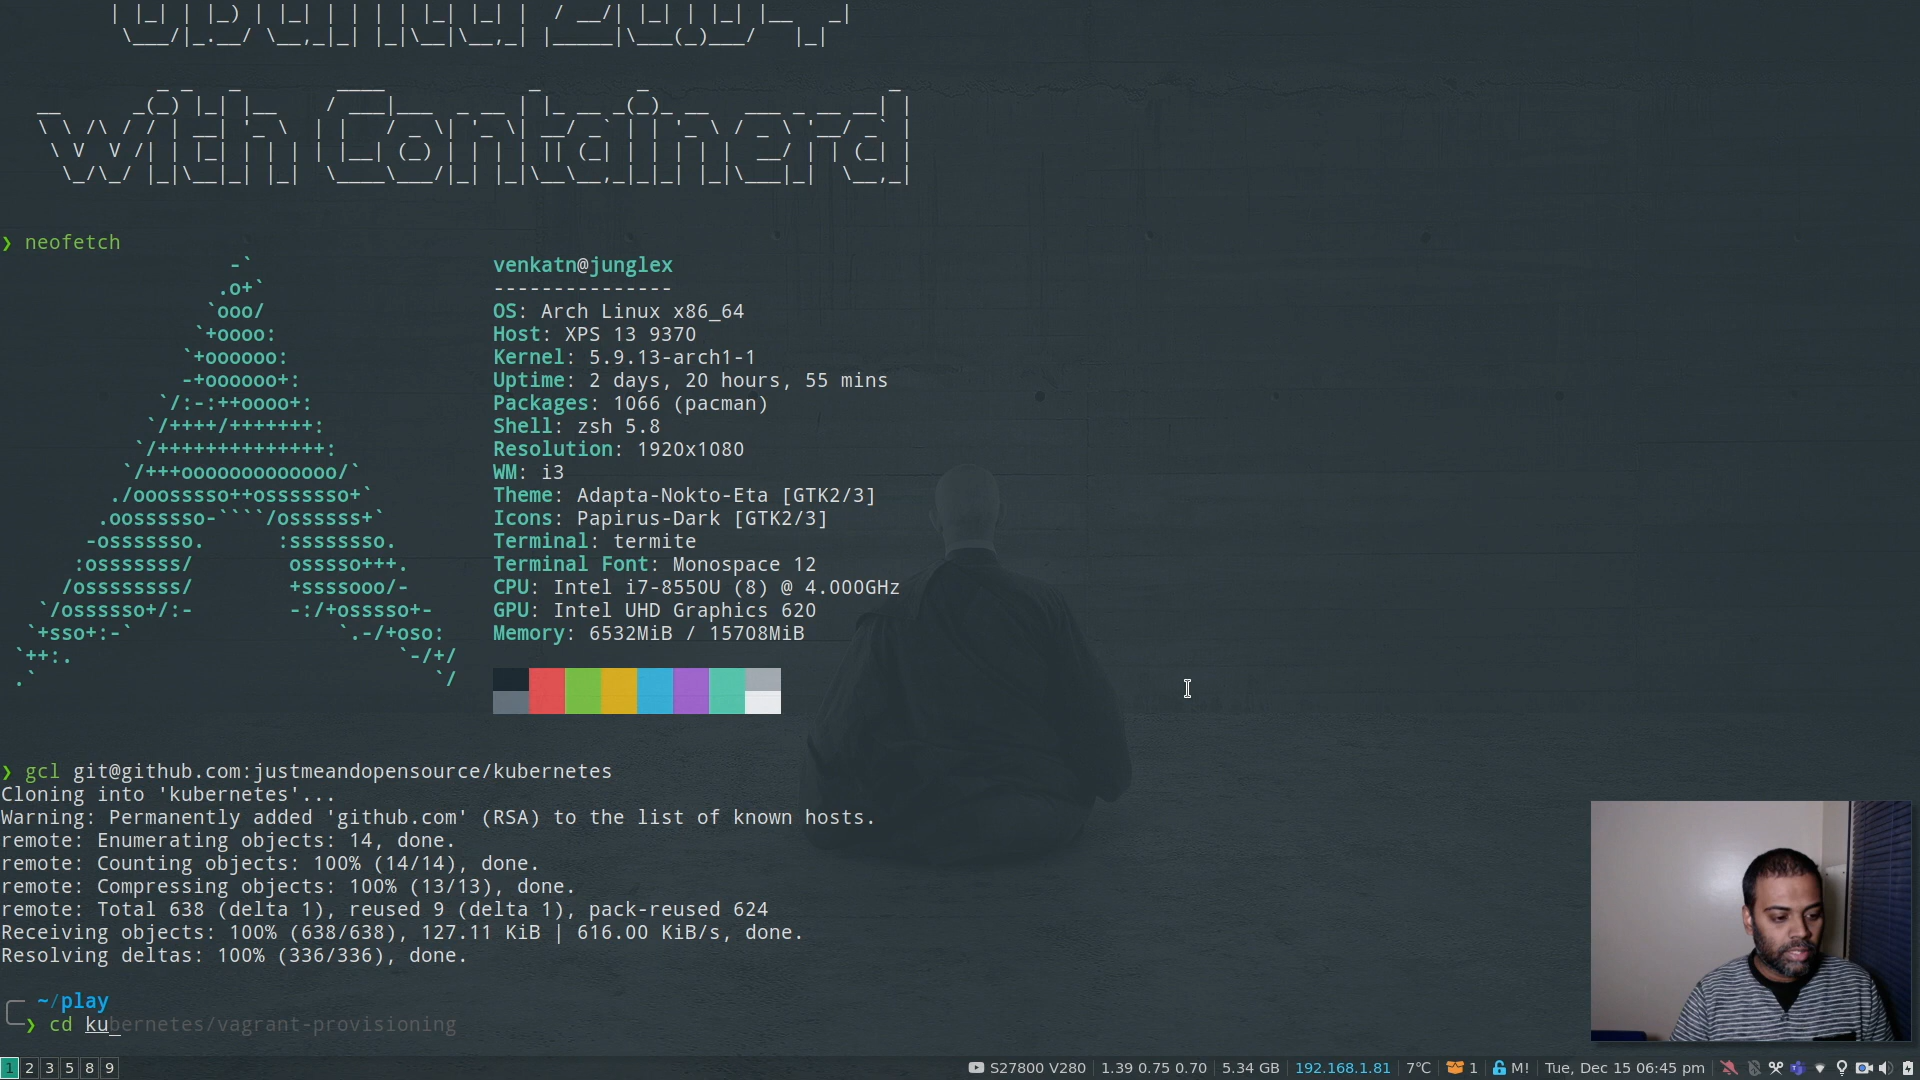 with Containerd
❯ neofetch
venkatn@junglex
---------------
OS: Arch Linux x86_64
Host: XPS 13 9370
Kernel: 5.9.13-arch1-1
Uptime: 2 days, 20 hours, 55 mins
Packages: 1066 (pacman)
Shell: zsh 5.8
Resolution: 1920x1080
WM: i3
Theme: Adapta-Nokto-Eta [GTK2/3]
Icons: Papirus-Dark [GTK2/3]
Terminal: termite
Terminal Font: Monospace 12
CPU: Intel i7-8550U (8) @ 4.000GHz
GPU: Intel UHD Graphics 620
Memory: 6532MiB / 15708MiB
❯ gcl git@github.com:justmeandopensource/kubernetes
Cloning into 'kubernetes'...
Warning: Permanently added 'github.com' (RSA) to the list of known hosts.
remote: Enumerating objects: 14, done.
remote: Counting objects: 100% (14/14), done.
remote: Compressing objects: 100% (13/13), done.
remote: Total 638 (delta 1), reused 9 (delta 1), pack-reused 624
Receiving objects: 100% (638/638), 127.11 KiB | 616.00 KiB/s, done.
Resolving deltas: 100% (336/336), done.
~/play
❯ cd kubernetes/vagrant-provisioning
1 2 3 5 8 9 S27800 V280 | 1.39 0.75 0.70 | 5.34 GB | 192.168.1.81 | 7°C | 1 | M! | Tue, Dec 15 06:45 pm